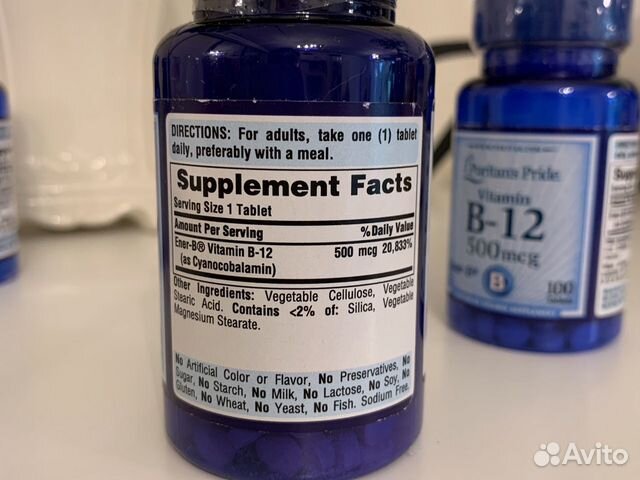 DIRECTIONS: For adults, take one (1) tablet
daily, preferably with a meal.
Supplement Facts
Serving Size 1 Tablet
Amount Per Serving %Daily Value
Ener-B® Vitamin B-12 500 mcg 20,833%
(as Cyanocobalamin)
Other Ingredients: Vegetable Cellulose, Vegetable
Stearic Acid. Contains <2% of: Silica, Vegetable
Magnesium Stearate.
No Artificial Color or Flavor, No Preservatives, No
Sugar, No Starch, No Milk, No Lactose, No Soy, No
Gluten, No Wheat, No Yeast, No Fish. Sodium Free.
Puritan's Pride
Vitamin
B-12
500 mcg
B
100
Avito